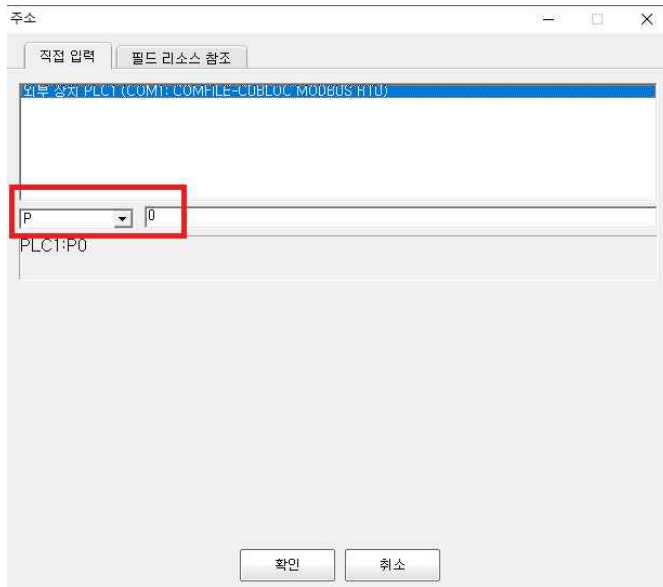 주소
직접 입력 필드 리소스 참조
외부 장치 PLC1 (COM1: COMFILE-CUBLOC MODBUS RTU)
P 0
PLC1:P0
확인 취소